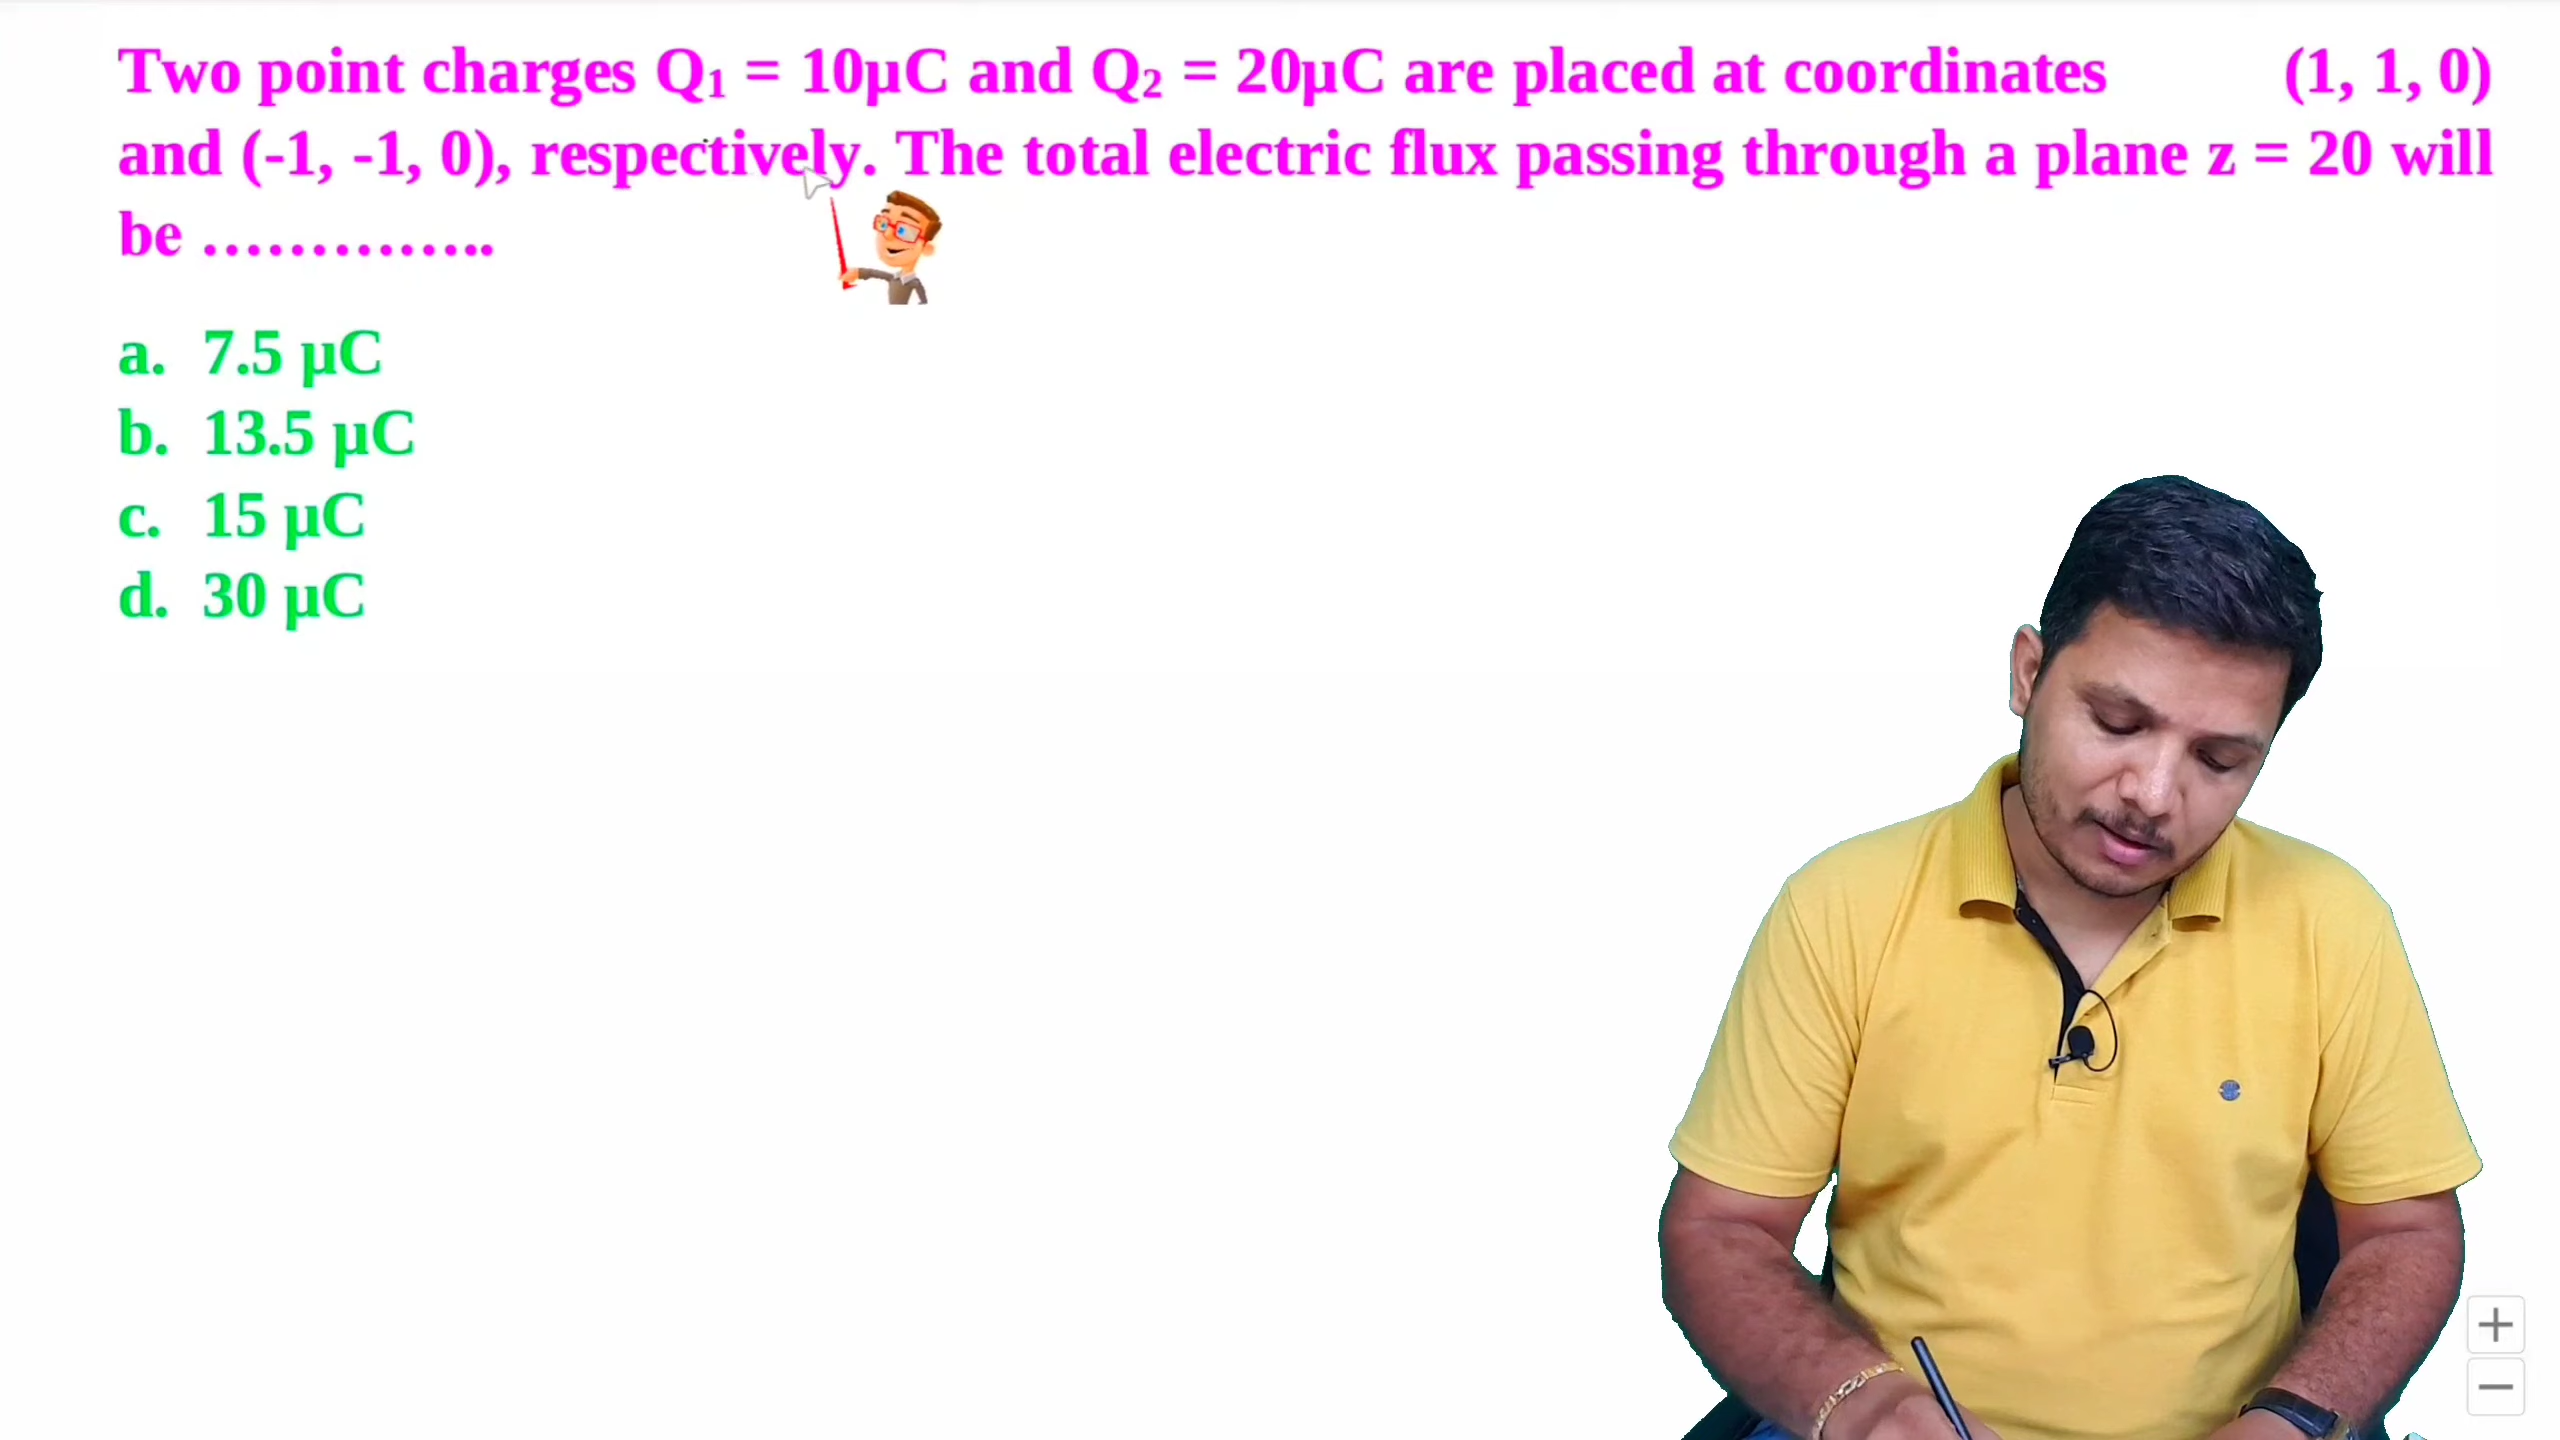 Two point charges Q₁ = 10μC and Q₂ = 20μC are placed at coordinates (1, 1, 0)
and (-1, -1, 0), respectively. The total electric flux passing through a plane z = 20 will
be …………..
a. 7.5 μC
b. 13.5 μC
c. 15 μC
d. 30 μC